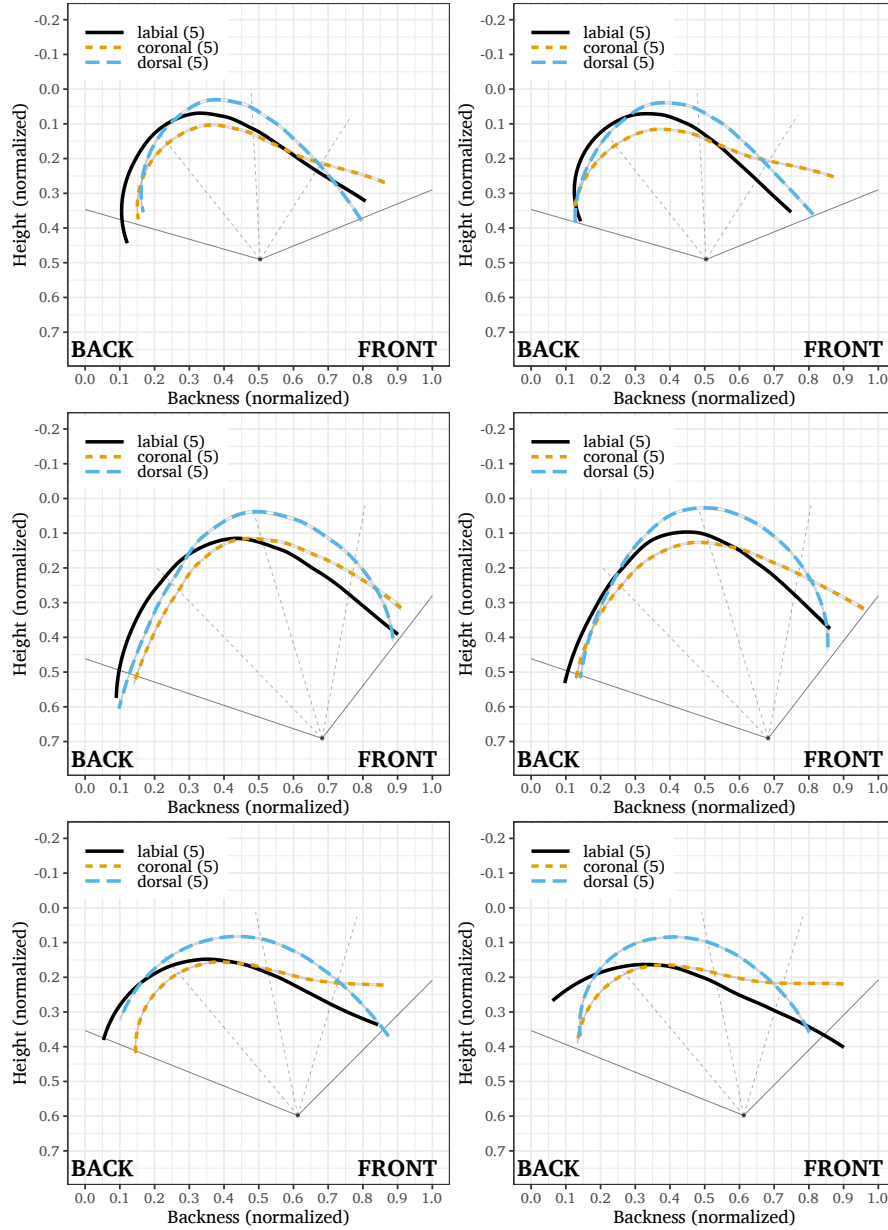 -0.2
-0.1
0.0
0.1
0.2
0.3
0.4
0.5
0.6
0.7
Height (normalized)
labial (5)
coronal (5)
dorsal (5)
BACK FRONT
0.0 0.1 0.2 0.3 0.4 0.5 0.6 0.7 0.8 0.9 1.0
Backness (normalized)
-0.2
-0.1
0.0
0.1
0.2
0.3
0.4
0.5
0.6
0.7
Height (normalized)
labial (5)
coronal (5)
dorsal (5)
BACK FRONT
0.0 0.1 0.2 0.3 0.4 0.5 0.6 0.7 0.8 0.9 1.0
Backness (normalized)
-0.2
-0.1
0.0
0.1
0.2
0.3
0.4
0.5
0.6
0.7
Height (normalized)
labial (5)
coronal (5)
dorsal (5)
BACK FRONT
0.0 0.1 0.2 0.3 0.4 0.5 0.6 0.7 0.8 0.9 1.0
Backness (normalized)
-0.2
-0.1
0.0
0.1
0.2
0.3
0.4
0.5
0.6
0.7
Height (normalized)
labial (5)
coronal (5)
dorsal (5)
BACK FRONT
0.0 0.1 0.2 0.3 0.4 0.5 0.6 0.7 0.8 0.9 1.0
Backness (normalized)
-0.2
-0.1
0.0
0.1
0.2
0.3
0.4
0.5
0.6
0.7
Height (normalized)
labial (5)
coronal (5)
dorsal (5)
BACK FRONT
0.0 0.1 0.2 0.3 0.4 0.5 0.6 0.7 0.8 0.9 1.0
Backness (normalized)
-0.2
-0.1
0.0
0.1
0.2
0.3
0.4
0.5
0.6
0.7
Height (normalized)
labial (5)
coronal (5)
dorsal (5)
BACK FRONT
0.0 0.1 0.2 0.3 0.4 0.5 0.6 0.7 0.8 0.9 1.0
Backness (normalized)